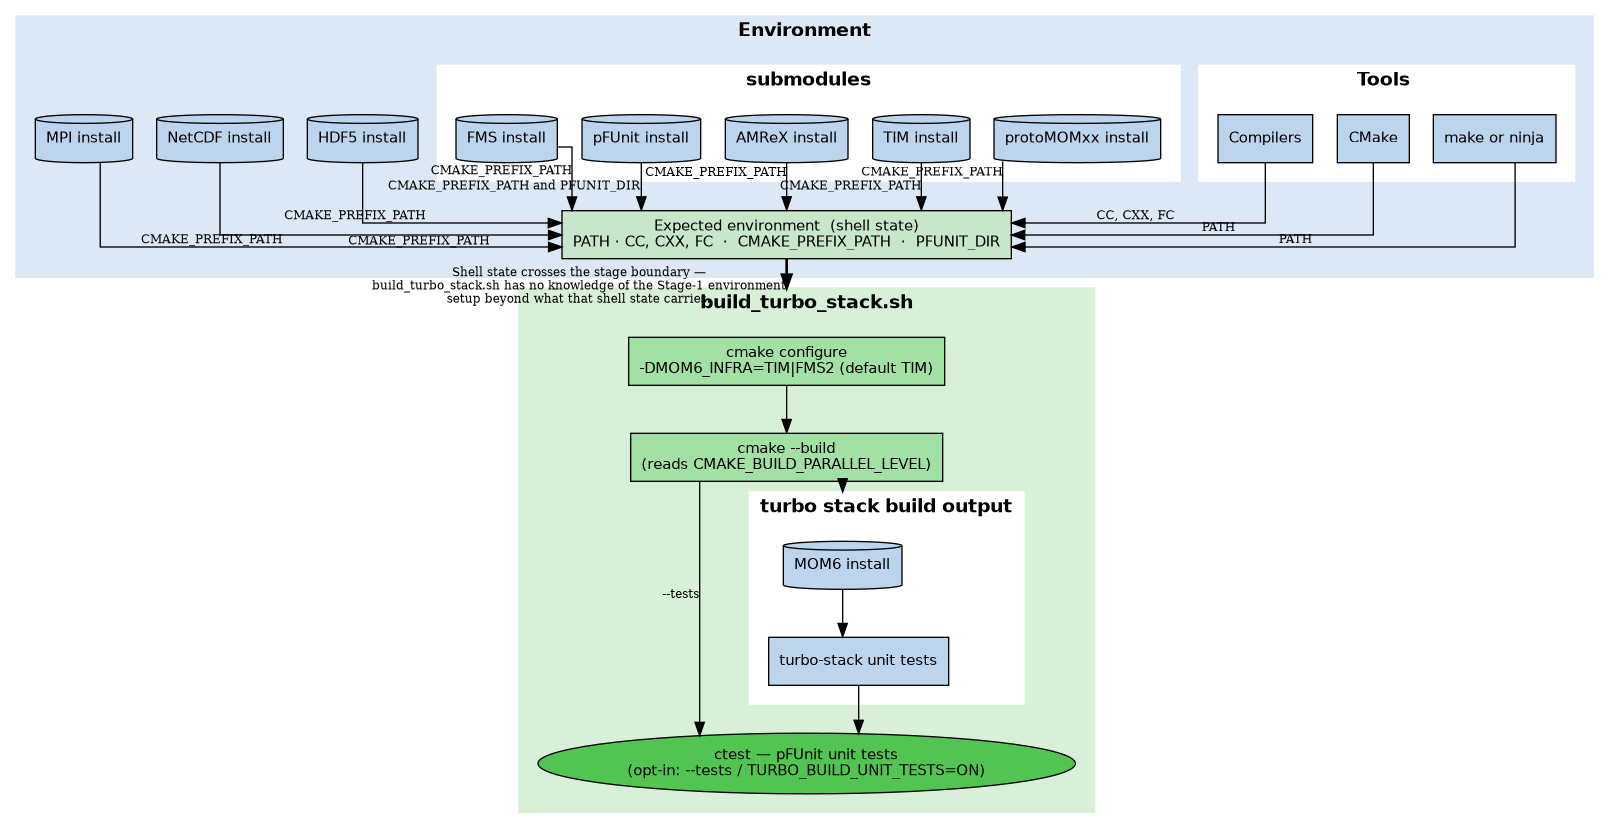 Environment
submodules
Tools
MPI install
NetCDF install
HDF5 install
FMS install
pFUnit install
AMReX install
TIM install
protoMOMxx install
Compilers
CMake
make or ninja
CMAKE_PREFIX_PATH
CMAKE_PREFIX_PATH
CMAKE_PREFIX_PATH
CMAKE_PREFIX_PATH and PFUNIT_DIR
CMAKE_PREFIX_PATH
CMAKE_PREFIX_PATH
CC, CXX, FC
PATH
PATH
CMAKE_PREFIX_PATH
CMAKE_PREFIX_PATH
Expected environment (shell state)
PATH · CC, CXX, FC · CMAKE_PREFIX_PATH · PFUNIT_DIR
Shell state crosses the stage boundary —
build_turbo_stack.sh has no knowledge of the Stage-1 environment
setup beyond what that shell state carries
build_turbo_stack.sh
cmake configure
-DMOM6_INFRA=TIM|FMS2 (default TIM)
cmake --build
(reads CMAKE_BUILD_PARALLEL_LEVEL)
turbo stack build output
MOM6 install
--tests
turbo-stack unit tests
ctest — pFUnit unit tests
(opt-in: --tests / TURBO_BUILD_UNIT_TESTS=ON)